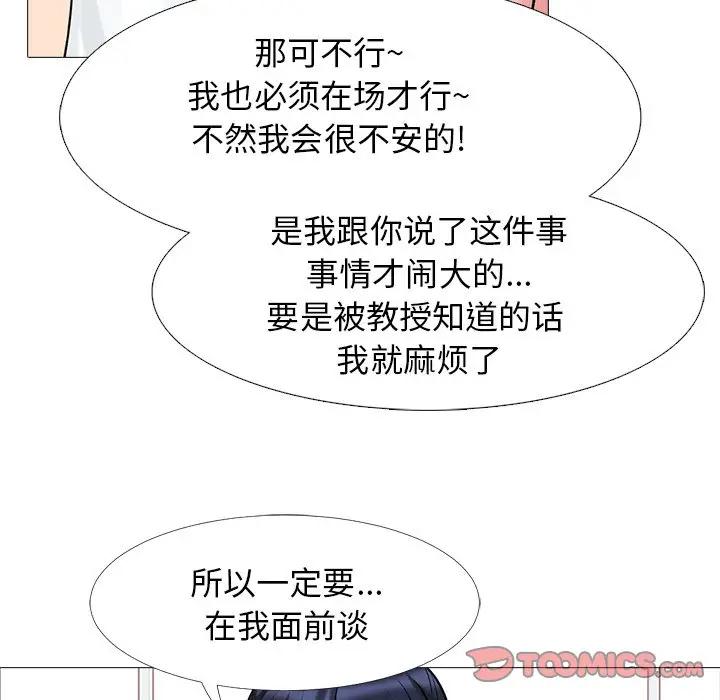 那可不行~
我也必须在场才行~
不然我会很不安的!
是我跟你说了这件事
事情才闹大的...
要是被教授知道的话
我就麻烦了
所以一定要...
在我面前谈
TOOMICS.com